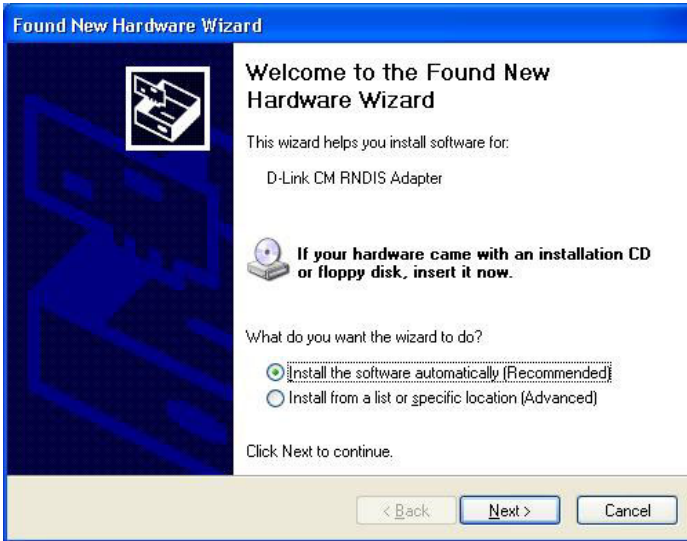 Found New Hardware Wizard
Welcome to the Found New
Hardware Wizard
This wizard helps you install software for:
D-Link CM RNDIS Adapter
If your hardware came with an installation CD
or floppy disk, insert it now.
What do you want the wizard to do?
Install the software automatically (Recommended)
Install from a list or specific location (Advanced)
Click Next to continue.
< Back Next > Cancel